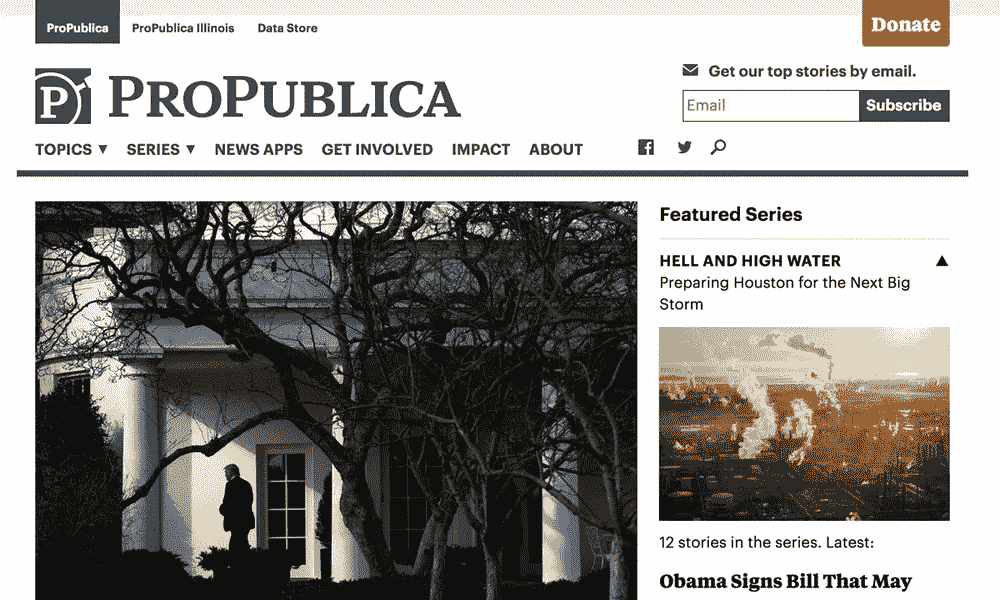 ProPublica ProPublica Illinois Data Store
Donate
PROPUBLICA
Get our top stories by email.
Email Subscribe
TOPICS ▼ SERIES ▼ NEWS APPS GET INVOLVED IMPACT ABOUT
Featured Series
HELL AND HIGH WATER ▲
Preparing Houston for the Next Big
Storm
12 stories in the series. Latest:
Obama Signs Bill That May